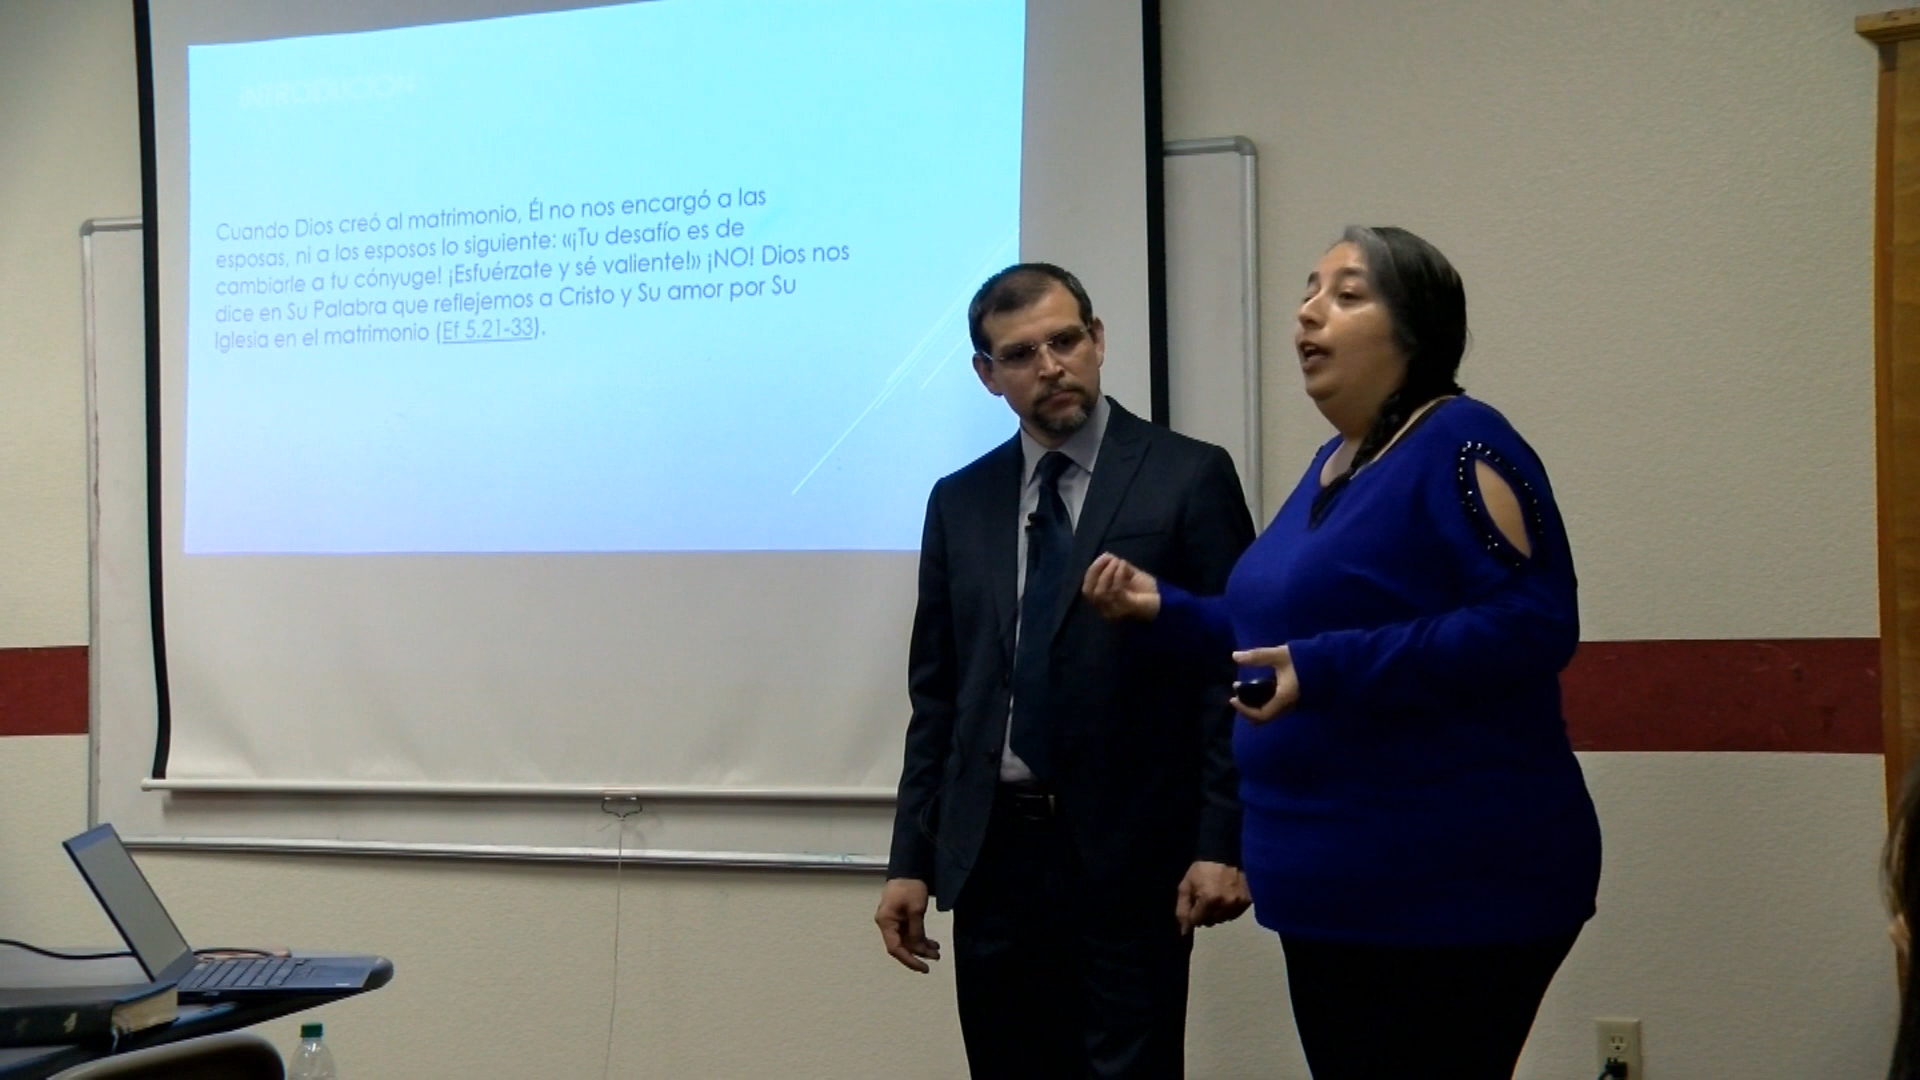 INTRODUCIÓN
Cuando Dios creó al matrimonio, Él no nos encargó a las
esposas, ni a los esposos lo siguiente: «¡Tu desafío es de
cambiarle a tu cónyuge! ¡Esfuérzate y sé valiente!» ¡NO! Dios nos
dice en Su Palabra que reflejemos a Cristo y Su amor por Su
Iglesia en el matrimonio (Ef 5.21-33).